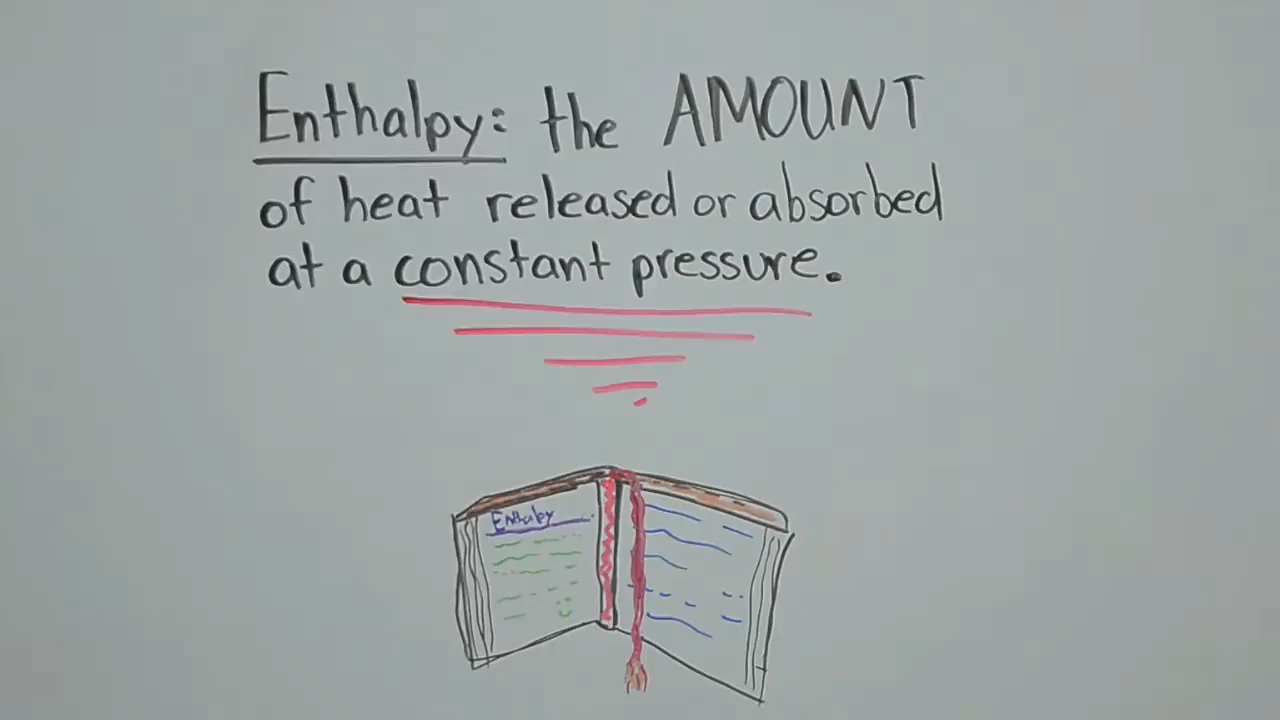 Enthalpy: the AMOUNT
of heat released or absorbed
at a constant pressure.
Enthalpy